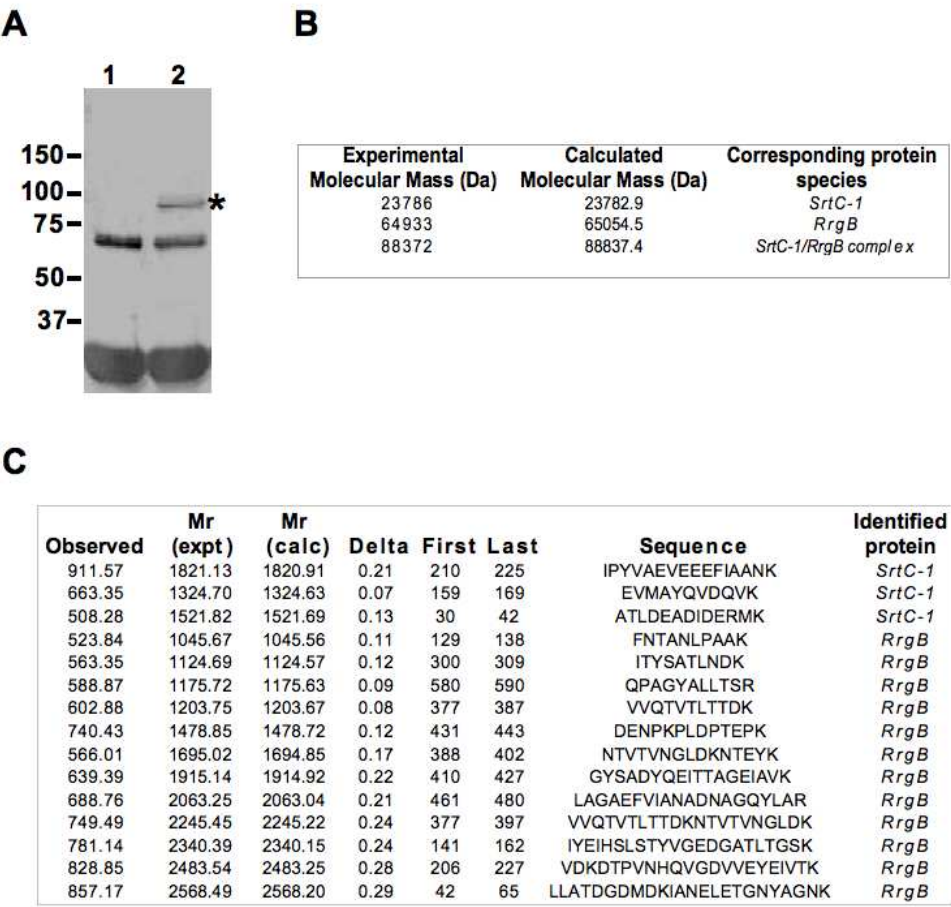 A
B
1 2
150
100
*
75
50
37
Experimental Molecular Mass (Da) Calculated Molecular Mass (Da) Corresponding protein species
23786 23782.9 SrtC-1
64933 65054.5 RrgB
88372 88837.4 SrtC-1/RrgB complex
C
Observed Mr (expt) Mr (calc) Delta First Last Sequence Identified protein
911.57 1821.13 1820.91 0.21 210 225 IPYVAEVEEEFIAANK SrtC-1
663.35 1324.70 1324.63 0.07 159 169 EVMAYQVDQVK SrtC-1
508.28 1521.82 1521.69 0.13 30 42 ATLDEADIDERMK SrtC-1
523.84 1045.67 1045.56 0.11 129 138 FNTANLPAAK RrgB
563.35 1124.69 1124.57 0.12 300 309 ITYSATLNDK RrgB
588.87 1175.72 1175.63 0.09 580 590 QPAGYALLTSR RrgB
602.88 1203.75 1203.67 0.08 377 387 VVQTVTLTTDK RrgB
740.43 1478.85 1478.72 0.12 431 443 DENPKPLDPTEPK RrgB
566.01 1695.02 1694.85 0.17 388 402 NTVTVNGLDKNTEYK RrgB
639.39 1915.14 1914.92 0.22 410 427 GYSADYQEITTAGEIAVK RrgB
688.76 2063.25 2063.04 0.21 461 480 LAGAEFVIANADNAGQYLAR RrgB
749.49 2245.45 2245.22 0.24 377 397 VVQTVTLTTDKNTVTVNGLDK RrgB
781.14 2340.39 2340.15 0.24 141 162 IYEIHSLSTYVGEDGATLTGSK RrgB
828.85 2483.54 2483.25 0.28 206 227 VDKDTPVNHQVGDVVEYEIVTK RrgB
857.17 2568.49 2568.20 0.29 42 65 LLATDGDMDKIANELETGNYAGNK RrgB